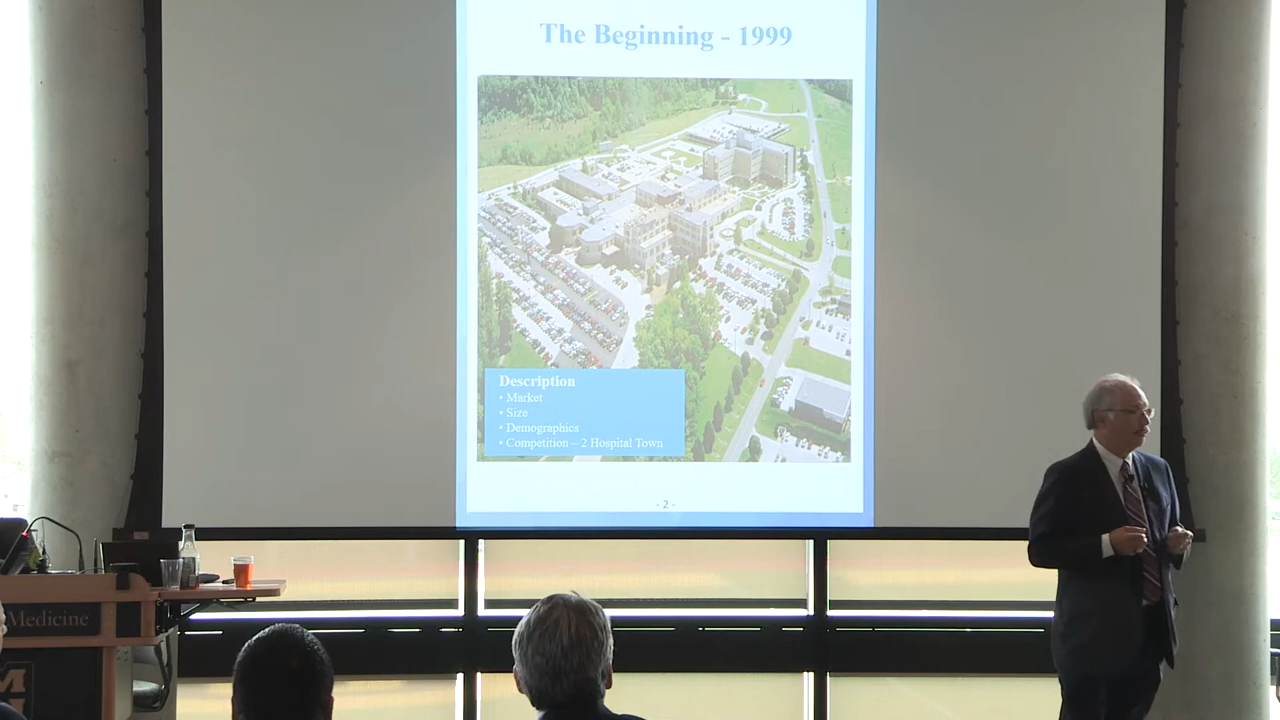 The Beginning - 1999
Description
• Market
• Size
• Demographics
• Competition – 2 Hospital Town
- 2 -
Medicine
M